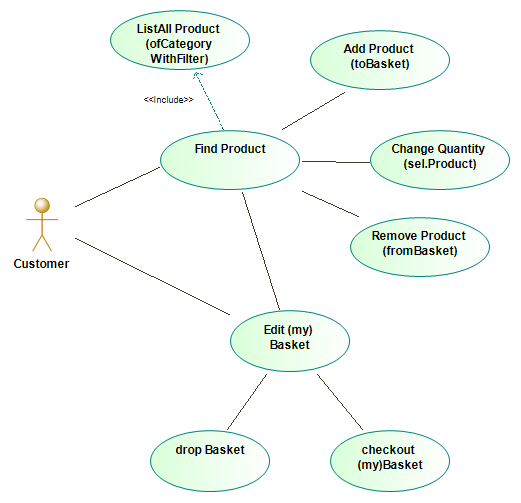 ListAll Product
(ofCategory
WithFilter)
Add Product
(toBasket)
<<Include>>
Find Product
Change Quantity
(sel.Product)
Remove Product
(fromBasket)
Customer
Edit (my)
Basket
drop Basket
checkout
(my)Basket